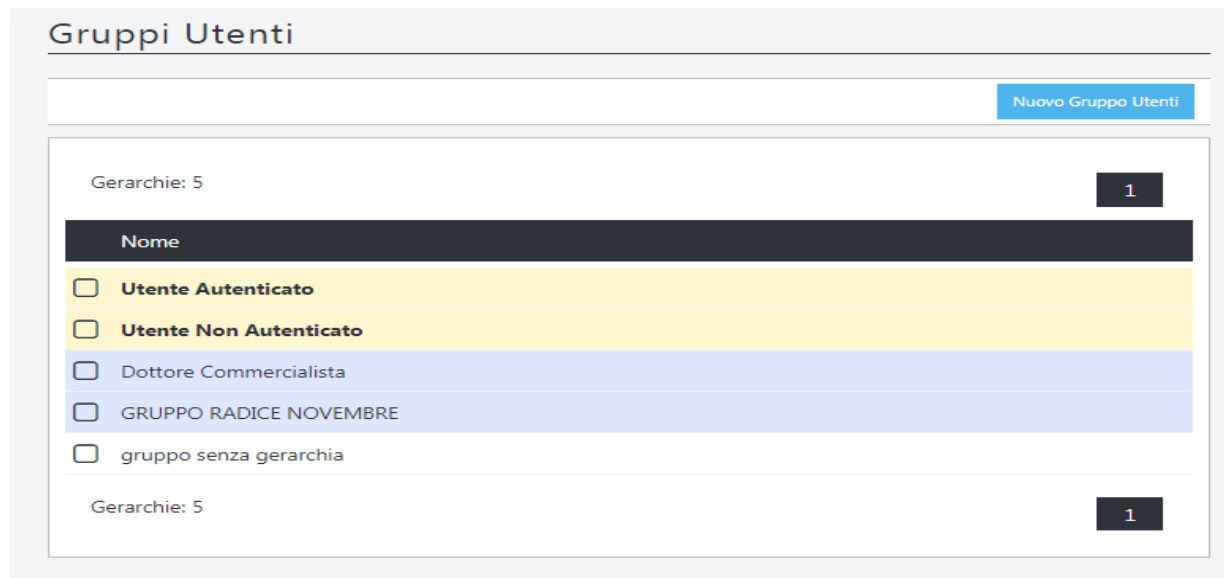 Gruppi Utenti
Nuovo Gruppo Utenti
Gerarchie: 5
1
Nome
Utente Autenticato
Utente Non Autenticato
Dottore Commercialista
GRUPPO RADICE NOVEMBRE
gruppo senza gerarchia
Gerarchie: 5
1